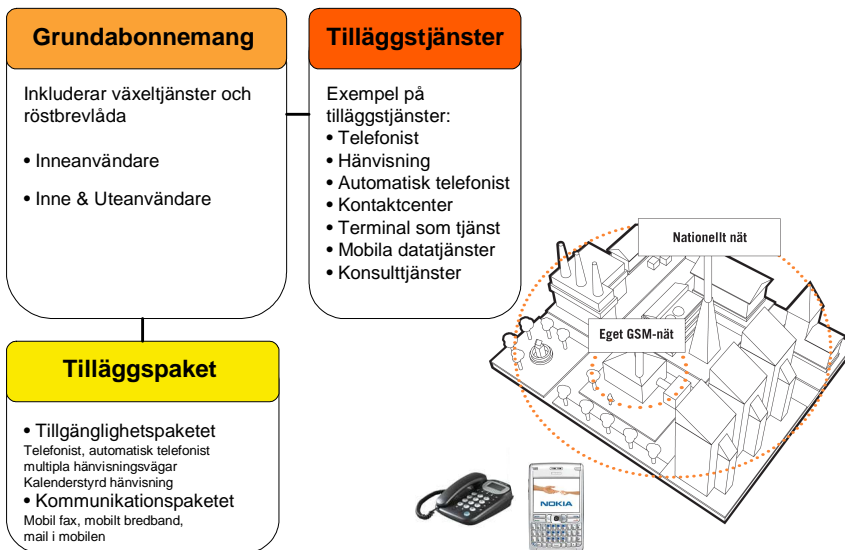 Grundabonnemang
Inkluderar växeltjänster och
röstbrevlåda
• Inneanvändare
• Inne & Uteanvändare
Tilläggstjänster
Exempel på
tilläggstjänster:
• Telefonist
• Hänvisning
• Automatisk telefonist
• Kontaktcenter
• Terminal som tjänst
• Mobila datatjänster
• Konsulttjänster
Tilläggspaket
• Tillgänglighetspaketet
Telefonist, automatisk telefonist
multipla hänvisningsvägar
Kalenderstyrd hänvisning
• Kommunikationspaketet
Mobil fax, mobilt bredband,
mail i mobilen
Nationellt nät
Eget GSM-nät
NOKIA